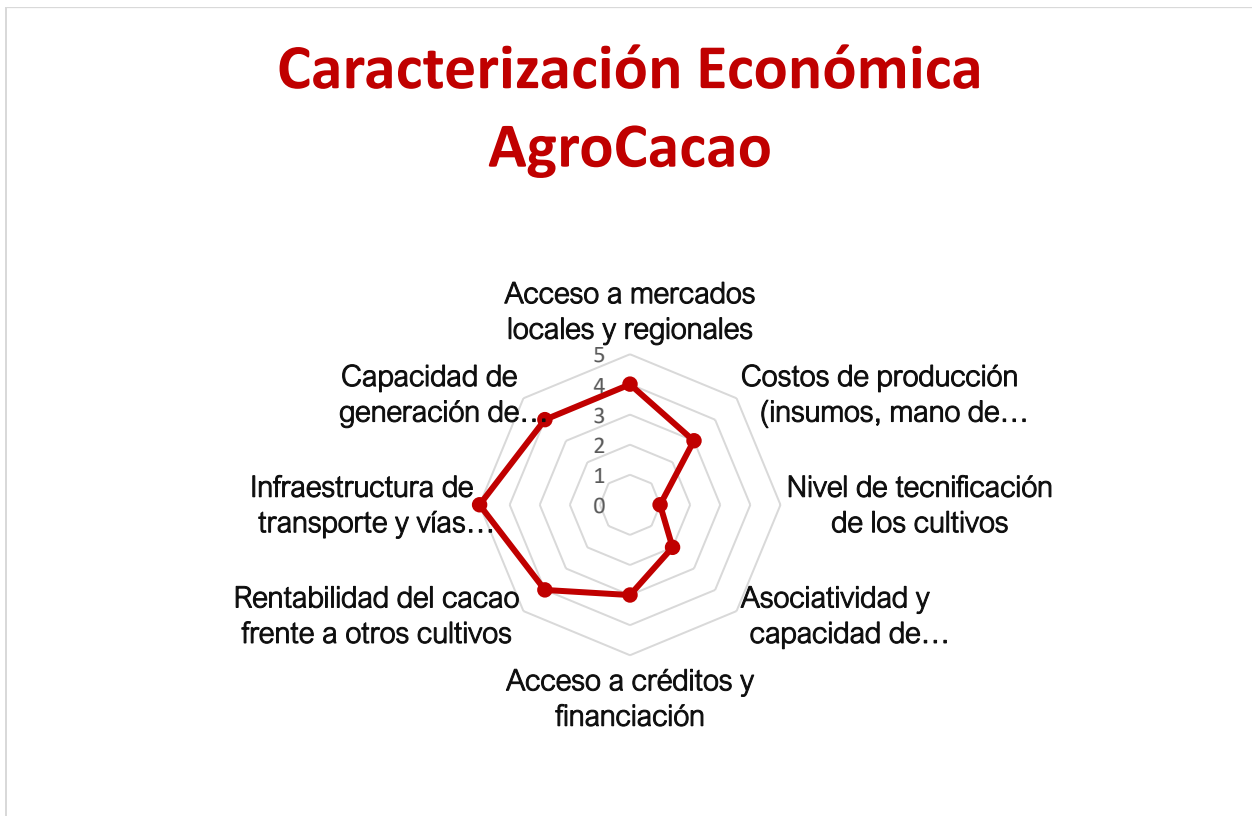 Caracterización Económica
AgroCacao
Acceso a mercados
locales y regionales
Costos de producción
(insumos, mano de…
Nivel de tecnificación
de los cultivos
Asociatividad y
capacidad de…
Acceso a créditos y
financiación
Rentabilidad del cacao
frente a otros cultivos
Infraestructura de
transporte y vías…
Capacidad de
generación de…
5
4
3
2
1
0